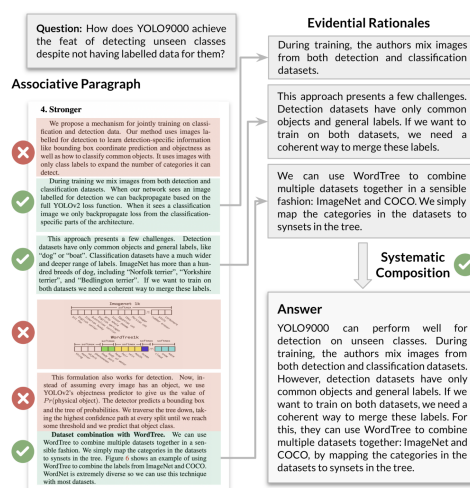 Question: How does YOLO9000 achieve
the feat of detecting unseen classes
despite not having labelled data for them?
Associative Paragraph
4. Stronger
We propose a mechanism for jointly training on classi-
fication and detection data. Our method uses images la-
belled for detection to learn detection-specific information
like bounding box coordinate prediction and objectness as
well as how to classify common objects. It uses images with
only class labels to expand the number of categories it can
detect.
During training we mix images from both detection and
classification datasets. When our network sees an image
labelled for detection we can backpropagate based on the
full YOLOv2 loss function. When it sees a classification
image we only backpropagate loss from the classification-
specific parts of the architecture.
This approach presents a few challenges. Detection
datasets have only common objects and general labels, like
"dog" or "boat". Classification datasets have a much wider
and deeper range of labels. ImageNet has more than a hun-
dred breeds of dog, including "Norfolk terrier", "Yorkshire
terrier", and "Bedlington terrier". If we want to train on
both datasets we need a coherent way to merge these labels.
Imagenet 1k
WordTree1k
This formulation also works for detection. Now, in-
stead of assuming every image has an object, we use
YOLOv2's objectness predictor to give us the value of
Pr(physical object). The detector predicts a bounding box
and the tree of probabilities. We traverse the tree down, tak-
ing the highest confidence path at every split until we reach
some threshold and we predict that object class.
Dataset combination with WordTree. We can use
WordTree to combine multiple datasets together in a sen-
sible fashion. We simply map the categories in the datasets
to synsets in the tree. Figure 6 shows an example of using
WordTree to combine the labels from ImageNet and COCO.
WordNet is extremely diverse so we can use this technique
with most datasets.
Evidential Rationales
During training, the authors mix images
from both detection and classification
datasets.
This approach presents a few challenges.
Detection datasets have only common
objects and general labels. If we want to
train on both datasets, we need a
coherent way to merge these labels.
We can use WordTree to combine
multiple datasets together in a sensible
fashion: ImageNet and COCO. We simply
map the categories in the datasets to
synsets in the tree.
Systematic
Composition
Answer
YOLO9000 can perform well for
detection on unseen classes. During
training, the authors mix images from
both detection and classification datasets.
However, detection datasets have only
common objects and general labels. If we
want to train on both datasets, we need a
coherent way to merge these labels. For
this, they can use WordTree to combine
multiple datasets together: ImageNet and
COCO, by mapping the categories in the
datasets to synsets in the tree.